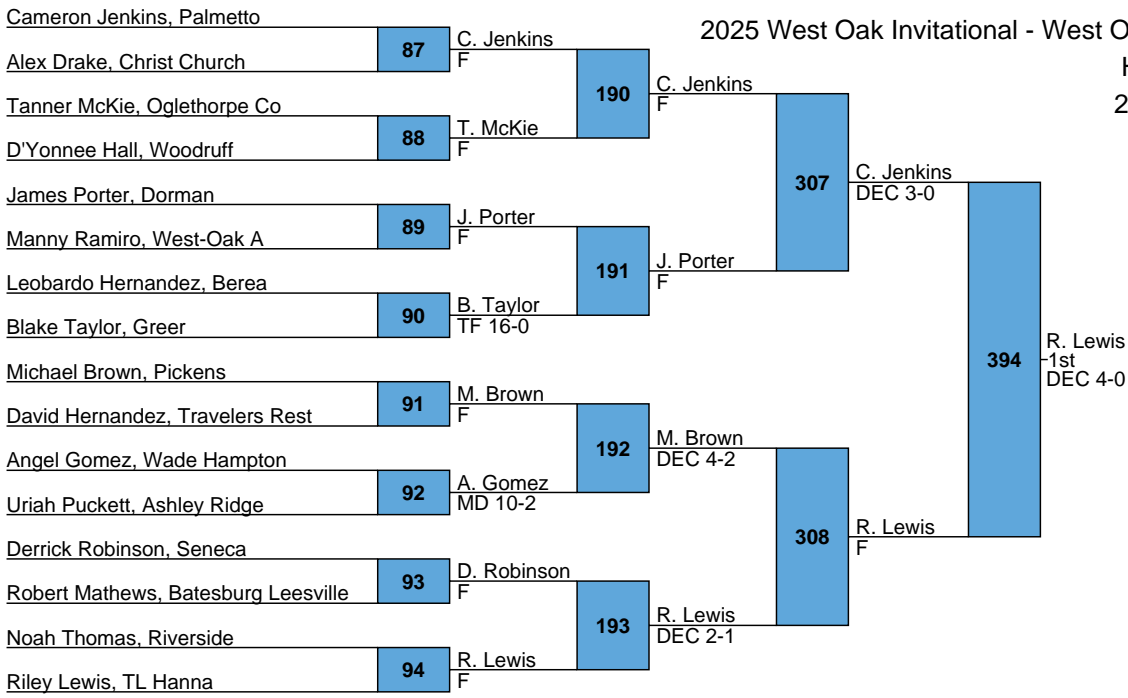 Cameron Jenkins, Palmetto
Alex Drake, Christ Church
Tanner McKie, Oglethorpe Co
D'Yonnee Hall, Woodruff
James Porter, Dorman
Manny Ramiro, West-Oak A
Leobardo Hernandez, Berea
Blake Taylor, Greer
Michael Brown, Pickens
David Hernandez, Travelers Rest
Angel Gomez, Wade Hampton
Uriah Puckett, Ashley Ridge
Derrick Robinson, Seneca
Robert Mathews, Batesburg Leesville
Noah Thomas, Riverside
Riley Lewis, TL Hanna
87
88
89
90
91
92
93
94
C. Jenkins
F
T. McKie
F
J. Porter
F
B. Taylor
TF 16-0
M. Brown
F
A. Gomez
MD 10-2
D. Robinson
F
R. Lewis
F
190
191
192
193
C. Jenkins
F
J. Porter
F
M. Brown
DEC 4-2
R. Lewis
DEC 2-1
307
308
C. Jenkins
DEC 3-0
R. Lewis
F
394
R. Lewis
1st
DEC 4-0
2025 West Oak Invitational - West O
H
2